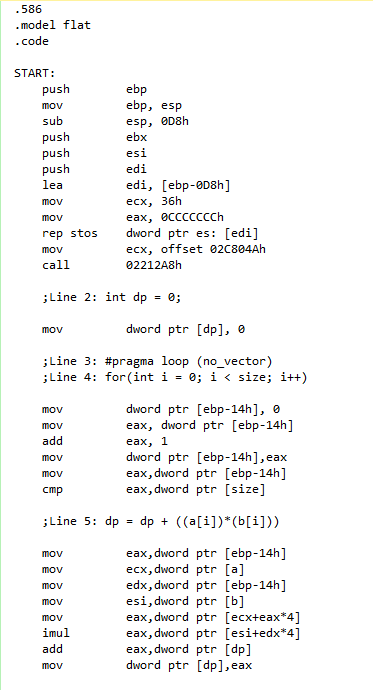 .586
.model flat
.code
START:
push ebp
mov ebp, esp
sub esp, 0D8h
push ebx
push esi
push edi
lea edi, [ebp-0D8h]
mov ecx, 36h
mov eax, 0CCCCCCCh
rep stos dword ptr es: [edi]
mov ecx, offset 02C804Ah
call 02212A8h
;Line 2: int dp = 0;
mov dword ptr [dp], 0
;Line 3: #pragma loop (no_vector)
;Line 4: for(int i = 0; i < size; i++)
mov dword ptr [ebp-14h], 0
mov eax, dword ptr [ebp-14h]
add eax, 1
mov dword ptr [ebp-14h],eax
mov eax,dword ptr [ebp-14h]
cmp eax,dword ptr [size]
;Line 5: dp = dp + ((a[i])*(b[i]))
mov eax,dword ptr [ebp-14h]
mov ecx,dword ptr [a]
mov edx,dword ptr [ebp-14h]
mov esi,dword ptr [b]
mov eax,dword ptr [ecx+eax*4]
imul eax,dword ptr [esi+edx*4]
add eax,dword ptr [dp]
mov dword ptr [dp],eax